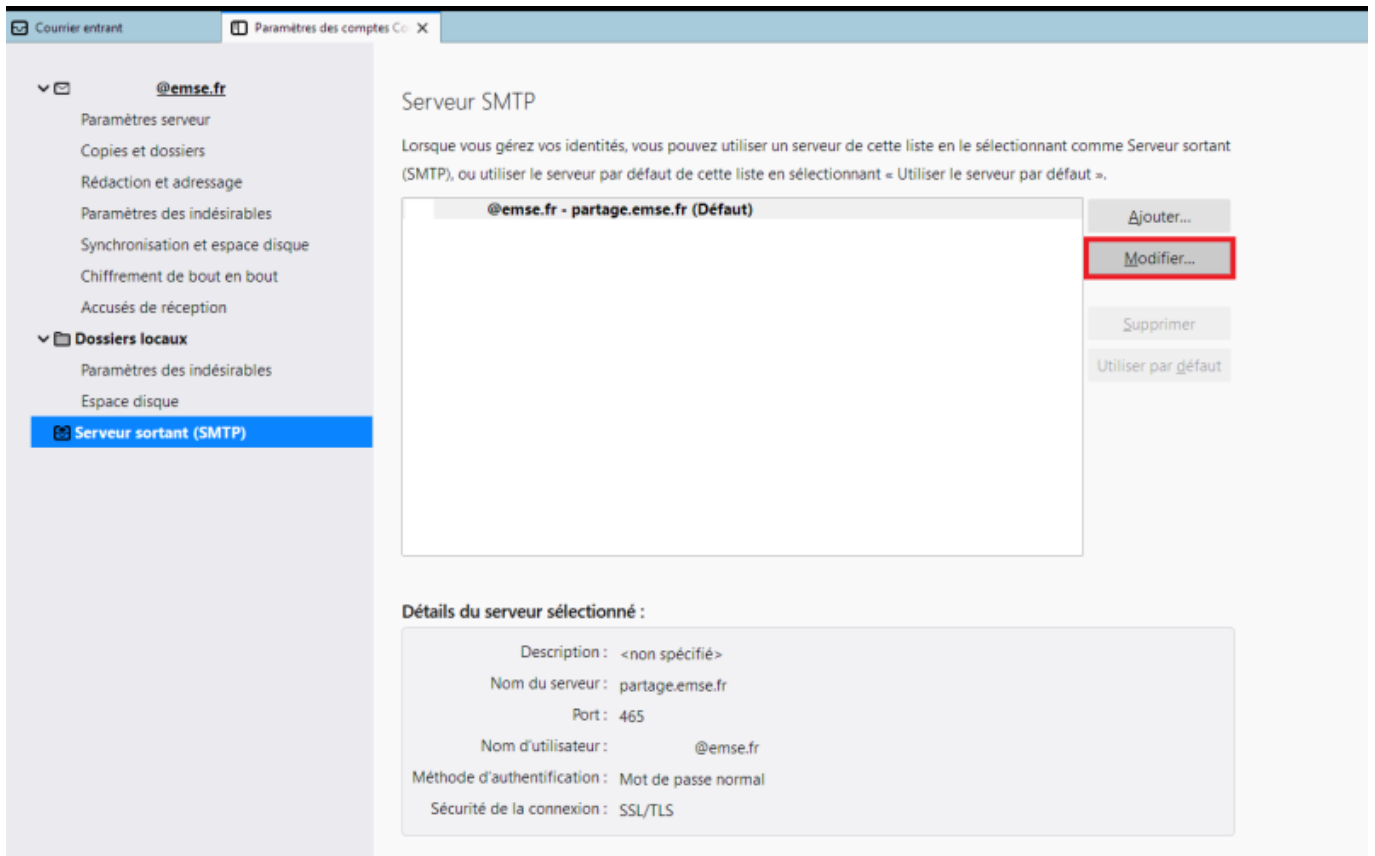 Courrier entrant
Paramètres des comptes Co
@emse.fr
Paramètres serveur
Copies et dossiers
Rédaction et adressage
Paramètres des indésirables
Synchronisation et espace disque
Chiffrement de bout en bout
Accusés de réception
Dossiers locaux
Paramètres des indésirables
Espace disque
Serveur sortant (SMTP)
Serveur SMTP
Lorsque vous gérez vos identités, vous pouvez utiliser un serveur de cette liste en le sélectionnant comme Serveur sortant
(SMTP), ou utiliser le serveur par défaut de cette liste en sélectionnant « Utiliser le serveur par défaut ».
@emse.fr - partage.emse.fr (Défaut)
Ajouter...
Modifier...
Supprimer
Utiliser par défaut
Détails du serveur sélectionné :
Description : <non spécifié>
Nom du serveur : partage.emse.fr
Port : 465
Nom d'utilisateur : @emse.fr
Méthode d'authentification : Mot de passe normal
Sécurité de la connexion : SSL/TLS